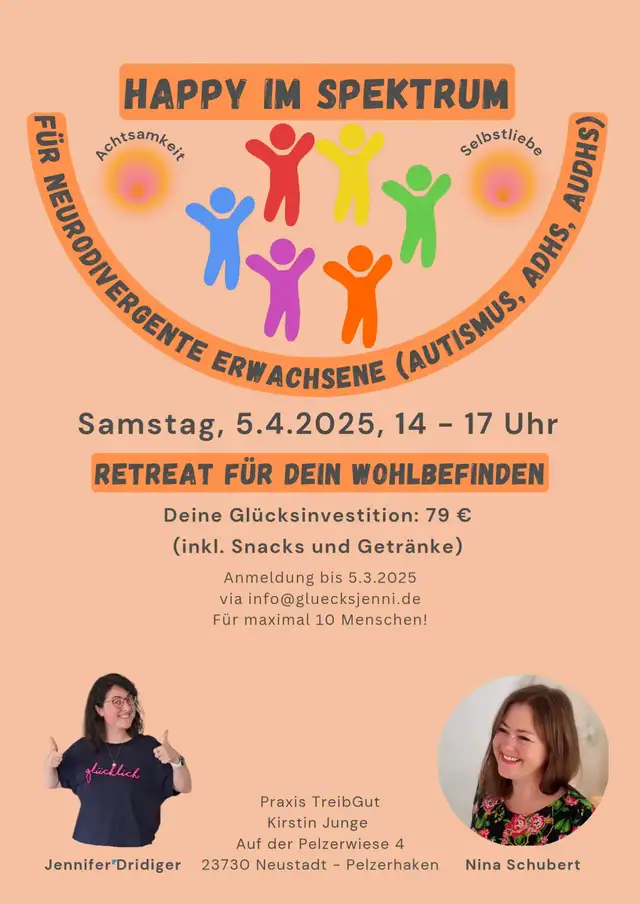 HAPPY IM SPEKTRUM
Achtsamkeit
Selbstliebe
FÜR NEURODIVERGENTE ERWACHSENE (AUTISMUS, ADHS, AUDHS)
Samstag, 5.4.2025, 14 – 17 Uhr
RETREAT FÜR DEIN WOHLBEFINDEN
Deine Glücksinvestition: 79 €
(inkl. Snacks und Getränke)
Anmeldung bis 5.3.2025
via info@gluecksjenni.de
Für maximal 10 Menschen!
glücklich
Praxis TreibGut
Kirstin Junge
Auf der Pelzerwiese 4
23730 Neustadt - Pelzerhaken
Jennifer Dridiger
Nina Schubert